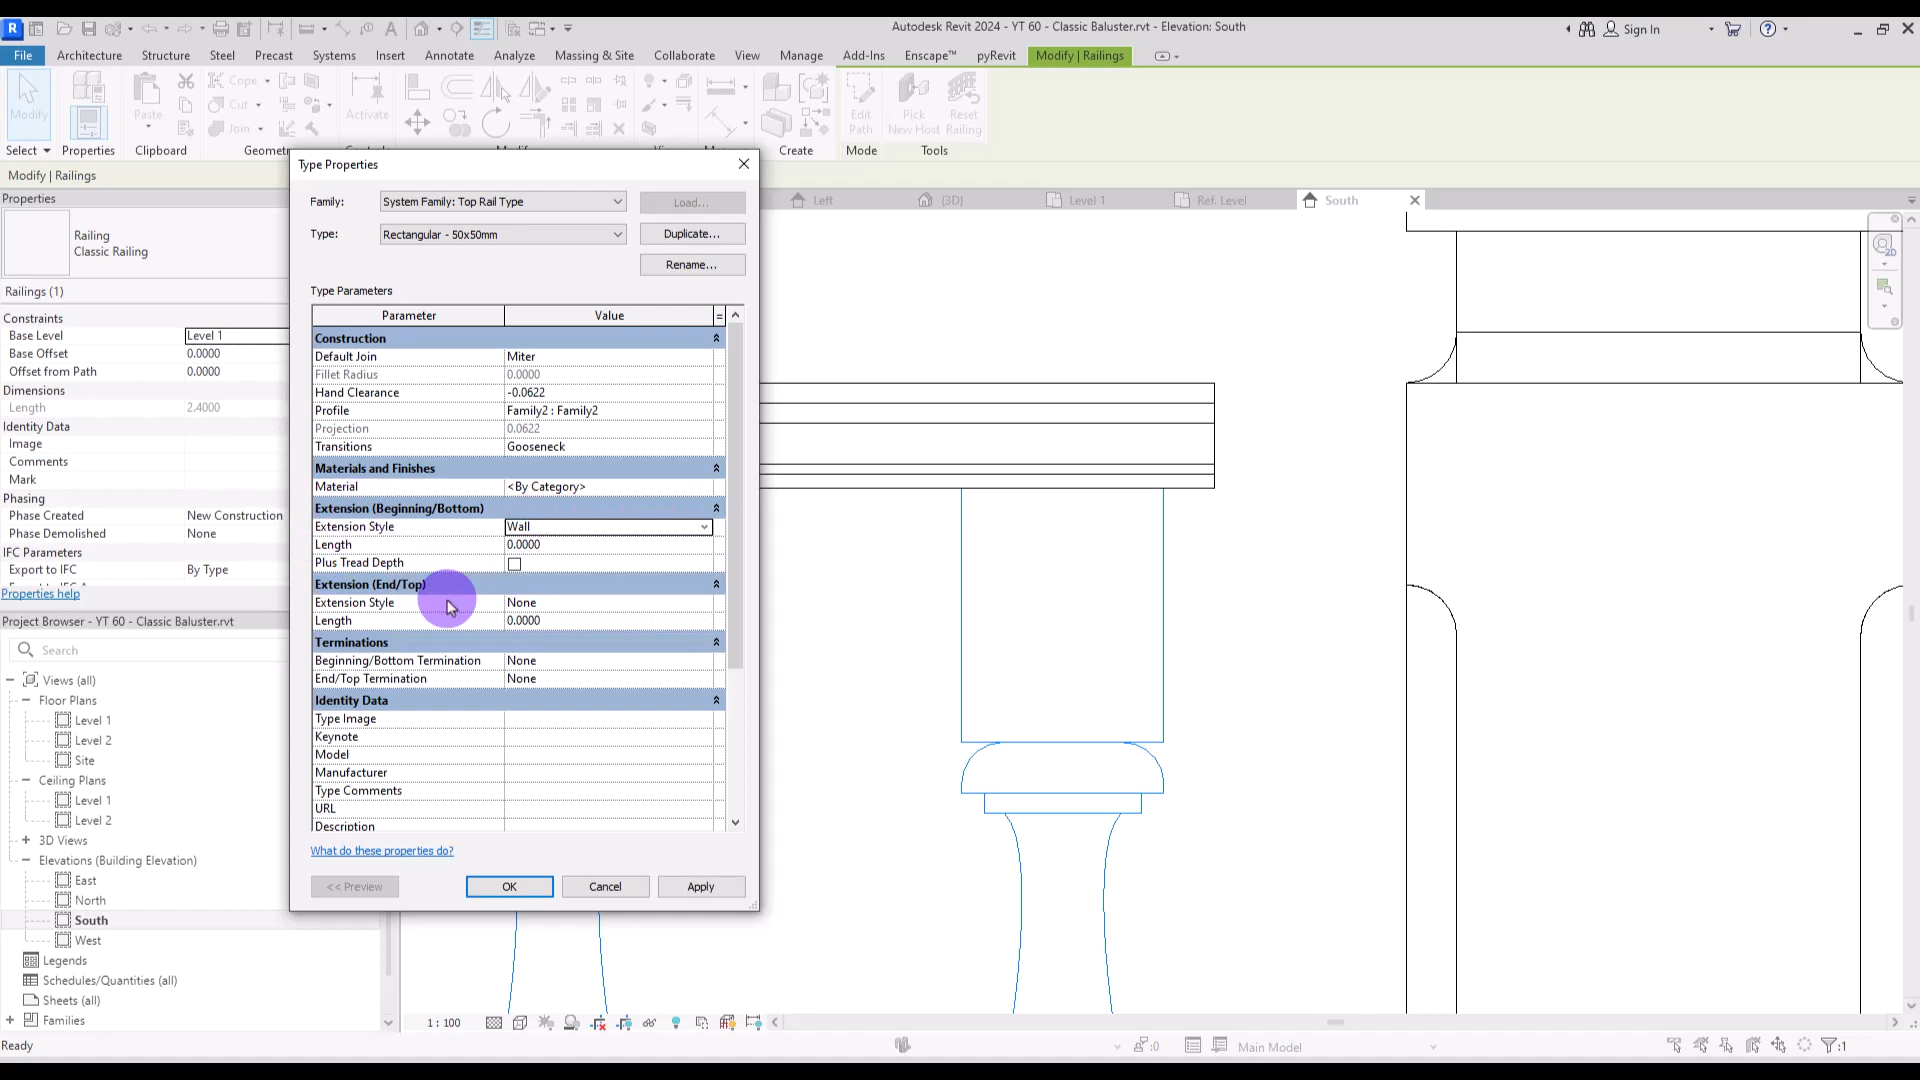 Autodesk Revit 2024 - YT 60 - Classic Baluster.rvt - Elevation: South
Sign In
File Architecture Structure Steel Precast Systems Insert Annotate Analyze Massing & Site Collaborate View Manage Add-Ins Enscape™ pyRevit Modify | Railings
Modify
Properties
Paste
Cope
Cut
Join
Activate
Edit Path
Pick New Host
Reset Railing
Select Properties Clipboard Create Mode Tools
Modify | Railings
Properties
Railing
Classic Railing
Railings (1)
Constraints
Base Level Level 1
Base Offset 0.0000
Offset from Path 0.0000
Dimensions
Length 2.4000
Identity Data
Image
Comments
Mark
Phasing
Phase Created New Construction
Phase Demolished None
IFC Parameters
Export to IFC By Type
Properties help
Project Browser - YT 60 - Classic Baluster.rvt
Search
Views (all)
Floor Plans
Level 1
Level 2
Site
Ceiling Plans
Level 1
Level 2
3D Views
Elevations (Building Elevation)
East
North
South
West
Legends
Schedules/Quantities (all)
Sheets (all)
Families
Type Properties
Family: System Family: Top Rail Type Load...
Type: Rectangular - 50x50mm Duplicate...
Rename...
Type Parameters
Parameter Value =
Construction
Default Join Miter
Fillet Radius 0.0000
Hand Clearance -0.0622
Profile Family2 : Family2
Projection 0.0622
Transitions Gooseneck
Materials and Finishes
Material <By Category>
Extension (Beginning/Bottom)
Extension Style Wall
Length 0.0000
Plus Tread Depth
Extension (End/Top)
Extension Style None
Length 0.0000
Terminations
Beginning/Bottom Termination None
End/Top Termination None
Identity Data
Type Image
Keynote
Model
Manufacturer
Type Comments
URL
Description
What do these properties do?
<< Preview OK Cancel Apply
Left {3D} Level 1 Ref. Level South
2D
1 : 100
Ready
:0
Main Model
:1